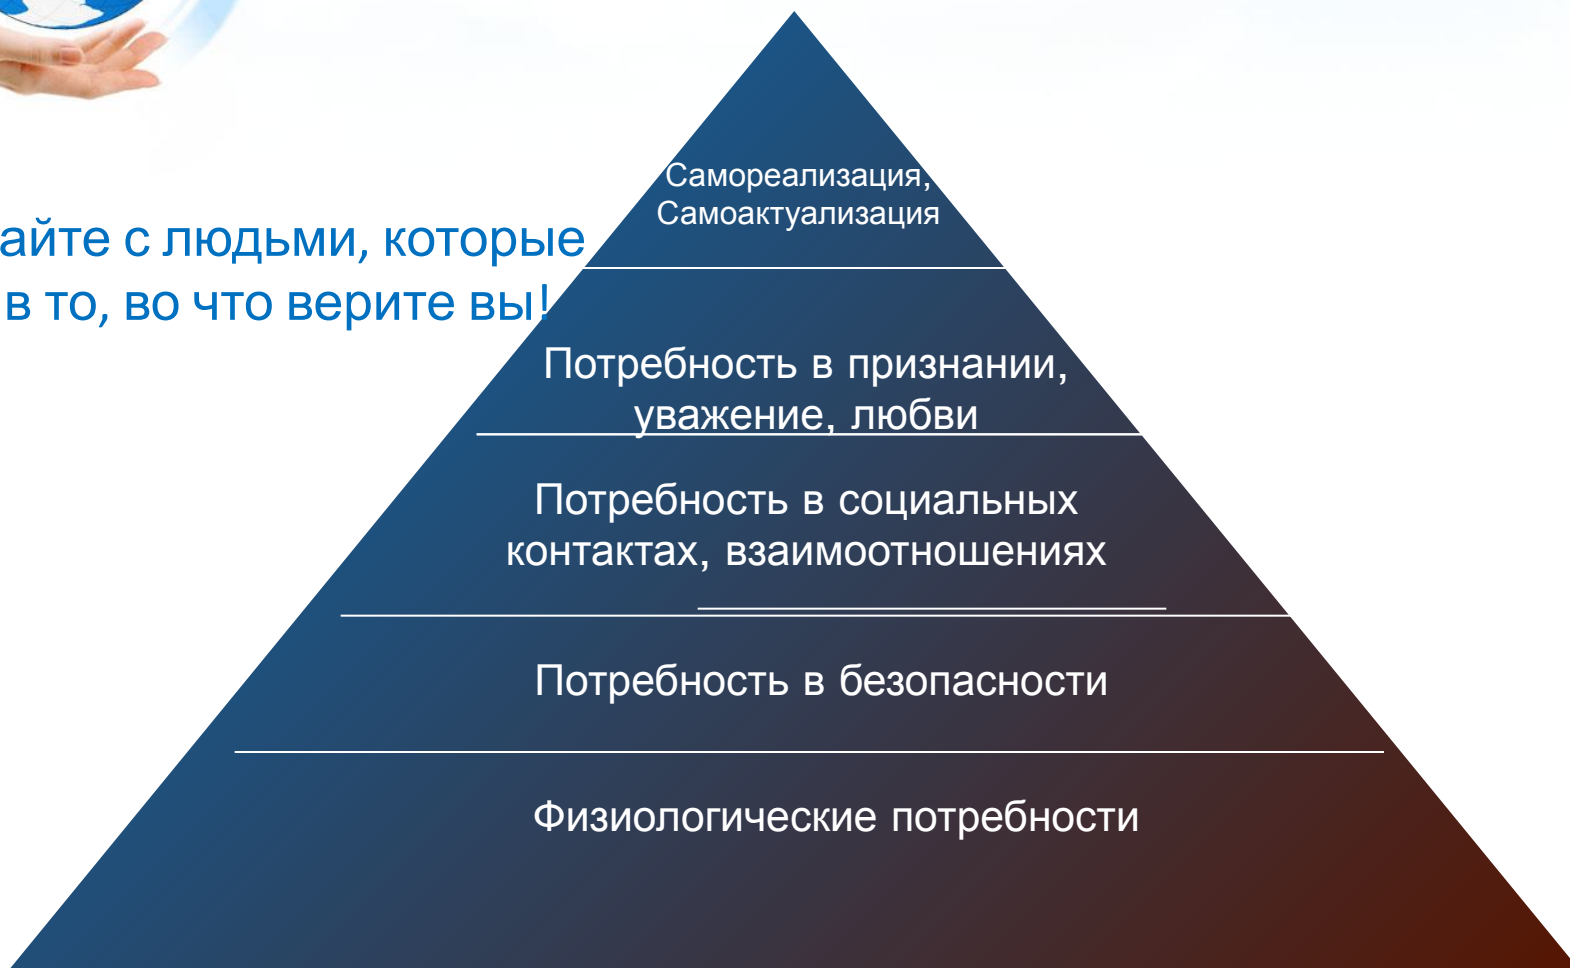 Самореализация,
Самоактуализация
айте с людьми, которые
в то, во что верите вы!
Потребность в признании,
уважение, любви
Потребность в социальных
контактах, взаимоотношениях
Потребность в безопасности
Физиологические потребности